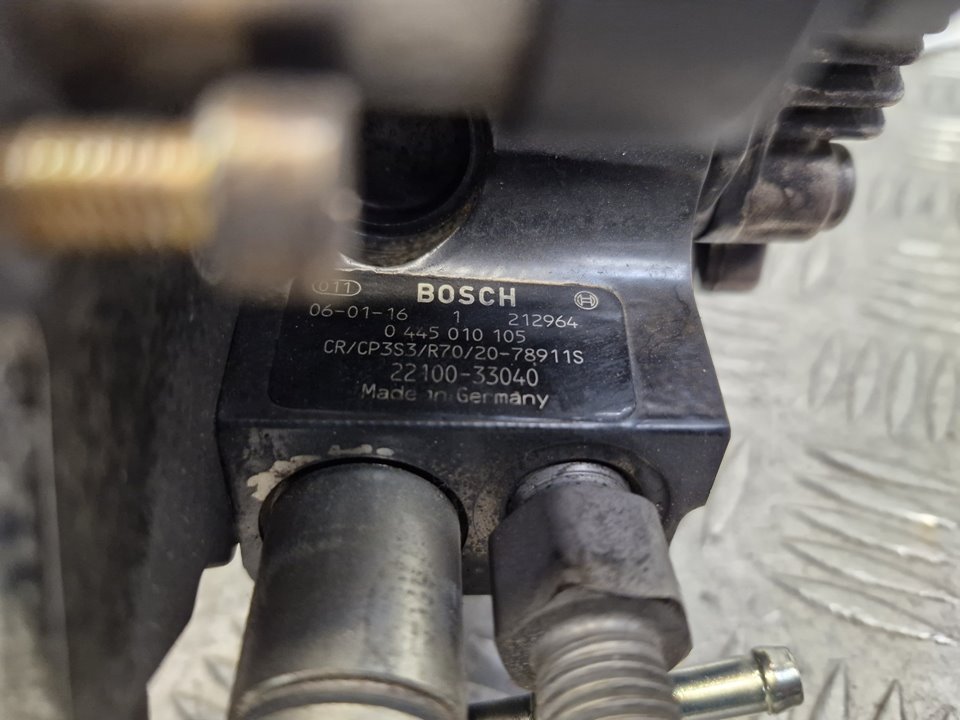 011 BOSCH
06-01-16 1 212964
0 445 010 105
CR/CP3S3/R70/20-78911S
22100-33040
Made in Germany